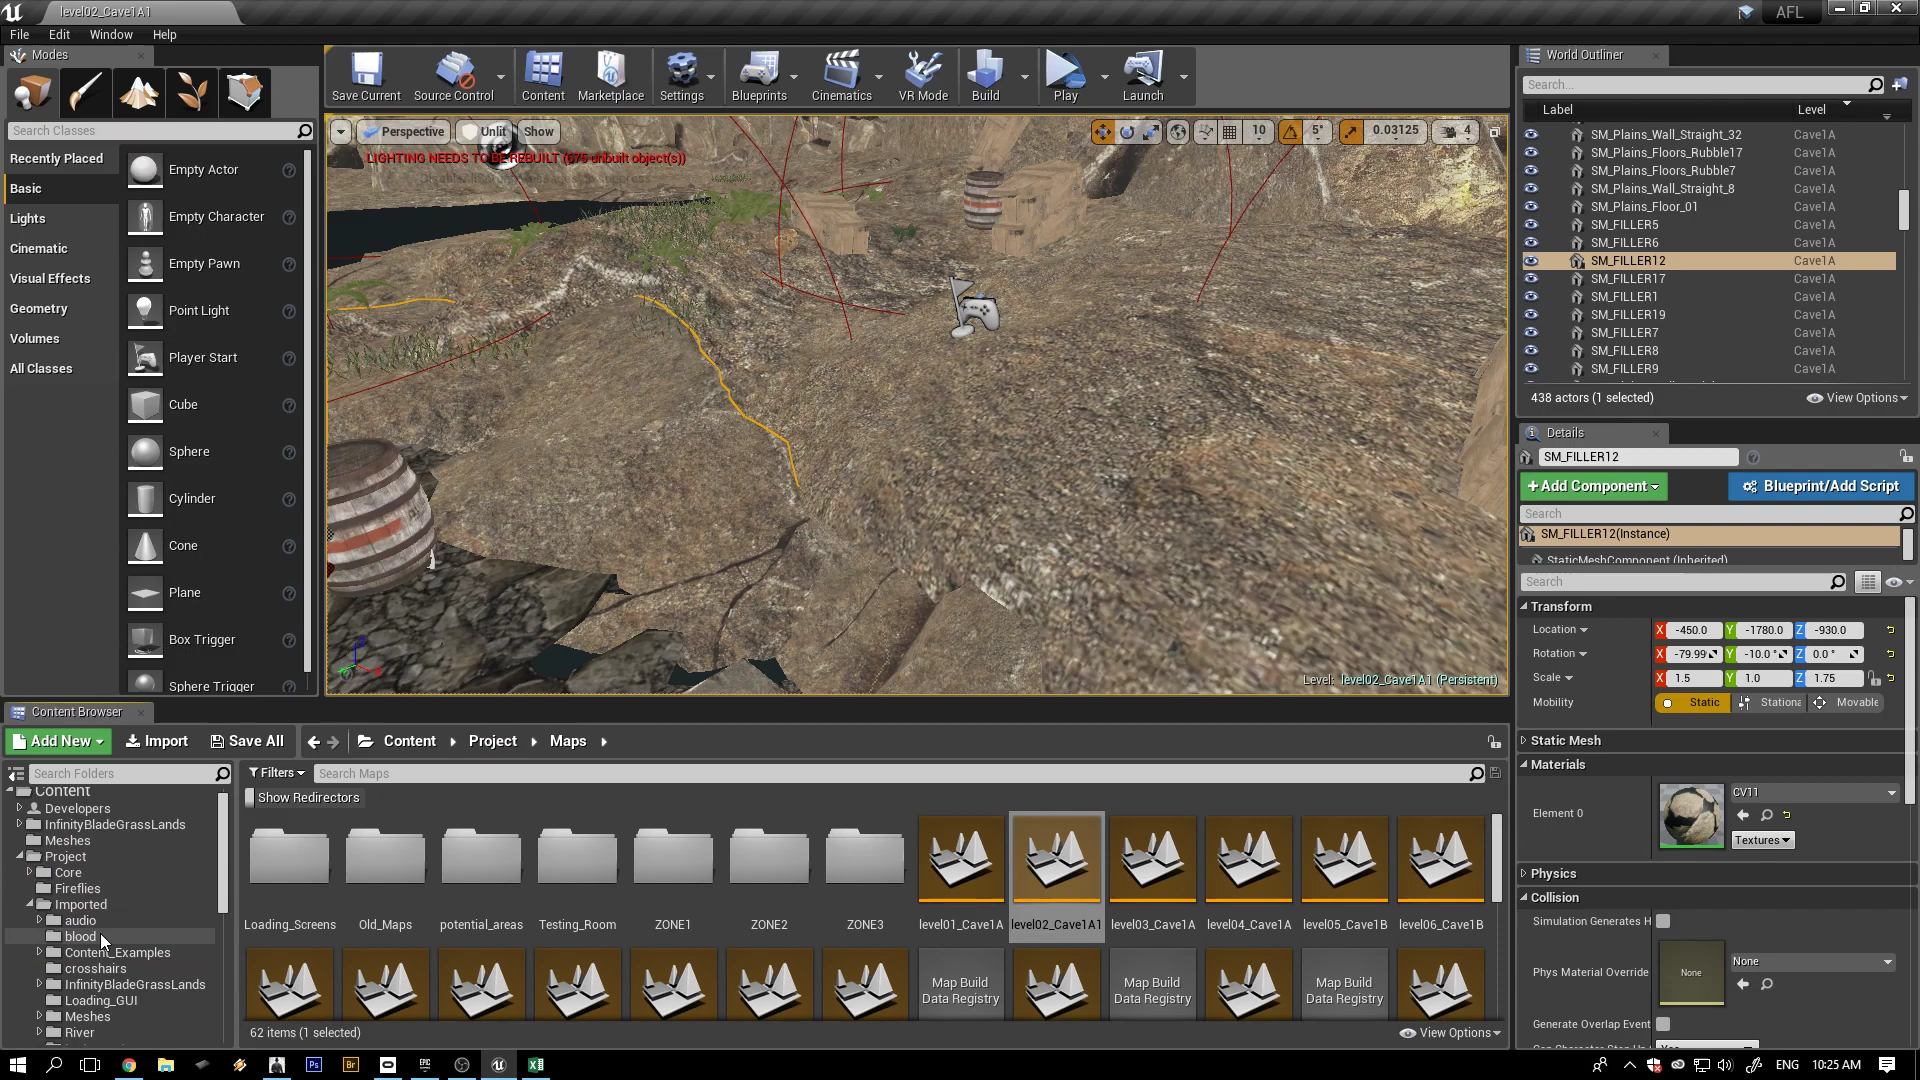 level02_Cave1A1
AFL
File Edit Window Help
Modes
Search Classes
Recently Placed
Basic
Lights
Cinematic
Visual Effects
Geometry
Volumes
All Classes
Empty Actor
Empty Character
Empty Pawn
Point Light
Player Start
Cube
Sphere
Cylinder
Cone
Plane
Box Trigger
Sphere Trigger
Save Current Source Control Content Marketplace Settings Blueprints Cinematics VR Mode Build Play Launch
Perspective Unlit Show
10 5° 0.03125 4
LIGHTING NEEDS TO BE REBUILT (676 unbuilt object(s))
Level: level02_Cave1A1 (Persistent)
World Outliner
Search...
Label Level
SM_Plains_Wall_Straight_32 Cave1A
SM_Plains_Floors_Rubble17 Cave1A
SM_Plains_Floors_Rubble7 Cave1A
SM_Plains_Wall_Straight_8 Cave1A
SM_Plains_Floor_01 Cave1A
SM_FILLER5 Cave1A
SM_FILLER6 Cave1A
SM_FILLER12 Cave1A
SM_FILLER17 Cave1A
SM_FILLER1 Cave1A
SM_FILLER19 Cave1A
SM_FILLER7 Cave1A
SM_FILLER8 Cave1A
SM_FILLER9 Cave1A
438 actors (1 selected) View Options
Details
SM_FILLER12
+Add Component Blueprint/Add Script
Search
SM_FILLER12(Instance)
StaticMeshComponent (Inherited)
Search
Transform
Location X -450.0 Y -1780.0 Z -930.0
Rotation X -79.99 Y -10.0 ° Z 0.0 °
Scale X 1.5 Y 1.0 Z 1.75
Mobility Static Stationa Movable
Static Mesh
Materials
Element 0 CV11
Textures
Physics
Collision
Simulation Generates H
Phys Material Override None None
Generate Overlap Event
Content Browser
Add New Import Save All Content Project Maps
Search Folders
Content
Developers
InfinityBladeGrassLands
Meshes
Project
Core
Fireflies
Imported
audio
blood
Content_Examples
crosshairs
InfinityBladeGrassLands
Loading_GUI
Meshes
River
Filters Search Maps
Show Redirectors
Loading_Screens Old_Maps potential_areas Testing_Room ZONE1 ZONE2 ZONE3 level01_Cave1A level02_Cave1A1 level03_Cave1A level04_Cave1A level05_Cave1B level06_Cave1B
Map Build Data Registry
Map Build Data Registry
Map Build Data Registry
62 items (1 selected) View Options
Ps Br EPIC
ENG 10:25 AM